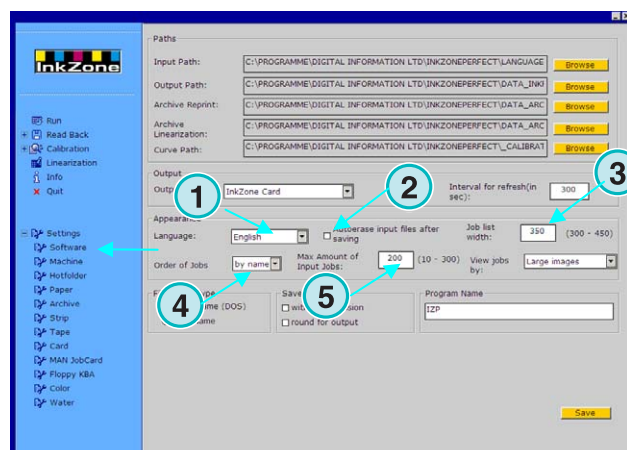 InkZone
Run
Read Back
Calibration
Linearization
Info
Quit
Settings
Software
Machine
Hotfolder
Paper
Archive
Strip
Tape
Card
MAN JobCard
Floppy KBA
Color
Water
Paths
Input Path: C:\PROGRAMME\DIGITAL INFORMATION LTD\INKZONEPERFECT\LANGUAGE Browse
Output Path: C:\PROGRAMME\DIGITAL INFORMATION LTD\INKZONEPERFECT\DATA_INKI Browse
Archive Reprint: C:\PROGRAMME\DIGITAL INFORMATION LTD\INKZONEPERFECT\DATA_ARC Browse
Archive
Linearization: C:\PROGRAMME\DIGITAL INFORMATION LTD\INKZONEPERFECT\DATA_ARC Browse
Curve Path: C:\PROGRAMME\DIGITAL INFORMATION LTD\INKZONEPERFECT\_CALIBRAT Browse
Output
InkZone Card
Interval for refresh(in
sec): 300
1
2
3
Appearance
Language: English
Autoerase input files after
saving
Job list
width: 350 (300 - 450)
Order of Jobs by name
Max Amount of
Input Jobs: 200 (10 - 300)
View jobs
by: Large images
4
5
(DOS)
Save
round for output
Program Name
IZP
Save